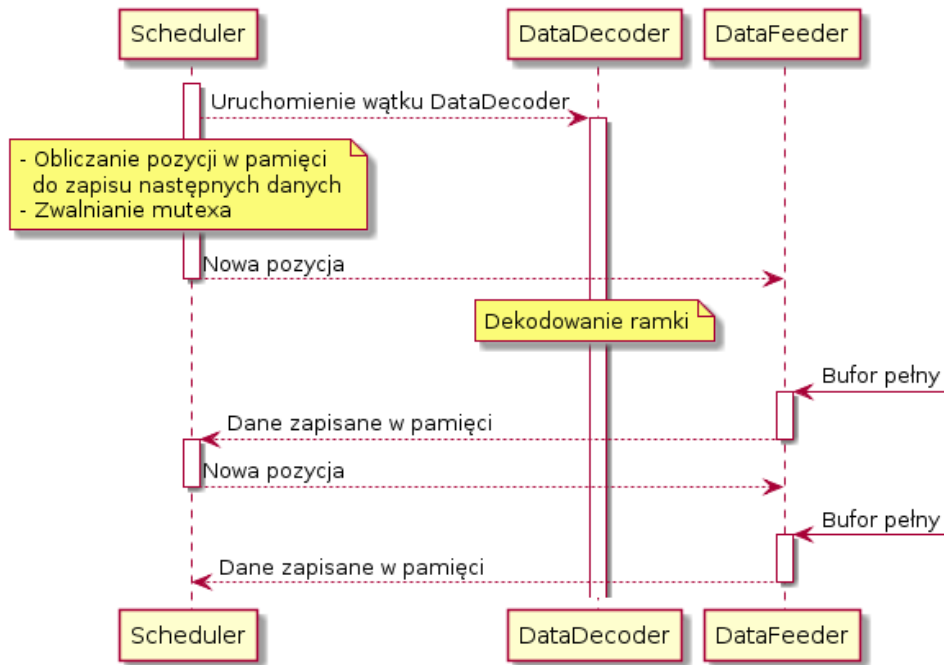 Scheduler
DataDecoder
DataFeeder
Uruchomienie wątku DataDecoder
- Obliczanie pozycji w pamięci
do zapisu następnych danych
- Zwalnianie mutexa
Nowa pozycja
Dekodowanie ramki
Bufor pełny
Dane zapisane w pamięci
Nowa pozycja
Bufor pełny
Dane zapisane w pamięci
Scheduler
DataDecoder
DataFeeder